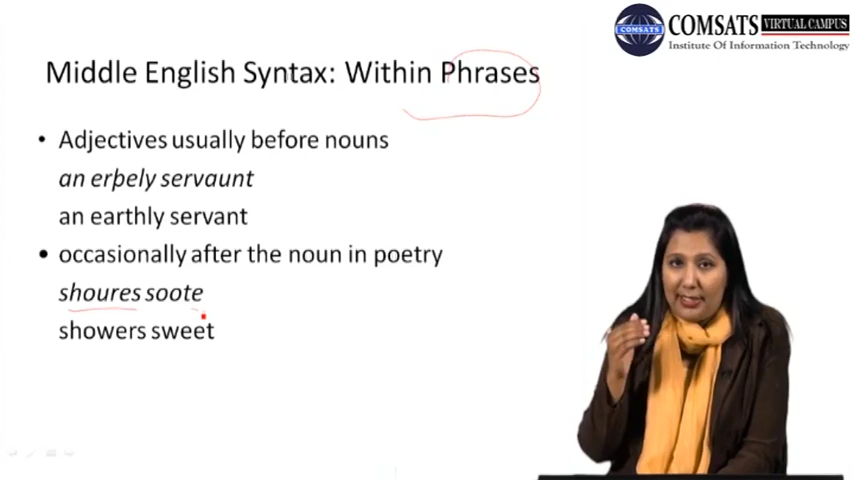 COMSATS VIRTUAL CAMPUS
COMSATS
Institute Of Information Technology
Middle English Syntax: Within Phrases
• Adjectives usually before nouns
an erþely servaunt
an earthly servant
• occasionally after the noun in poetry
shoures soote
showers sweet